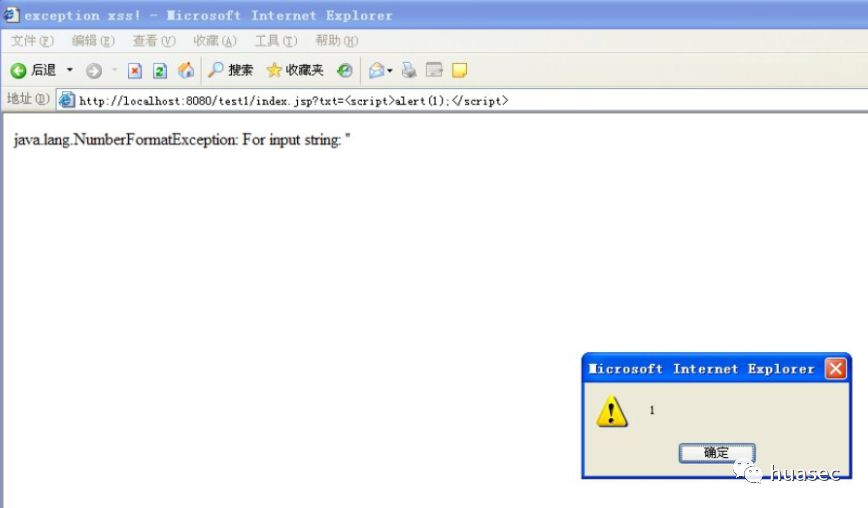 exception xss! - Microsoft Internet Explorer
文件(F) 编辑(E) 查看(V) 收藏(A) 工具(T) 帮助(H)
后退 搜索 收藏夹
地址(D) http://localhost:8080/test1/index.jsp?txt=<script>alert(1);</script>
java.lang.NumberFormatException: For input string: "
Microsoft Internet Explorer
1
确定
huasec